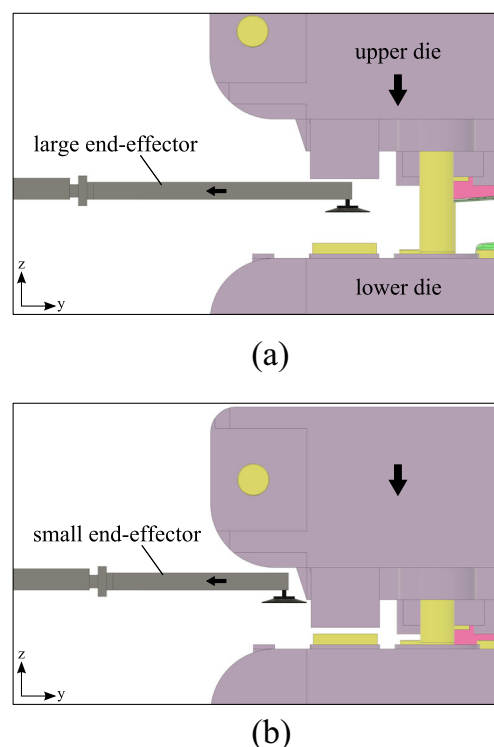 upper die
large end-effector
lower die
z
y
(a)
small end-effector
z
y
(b)